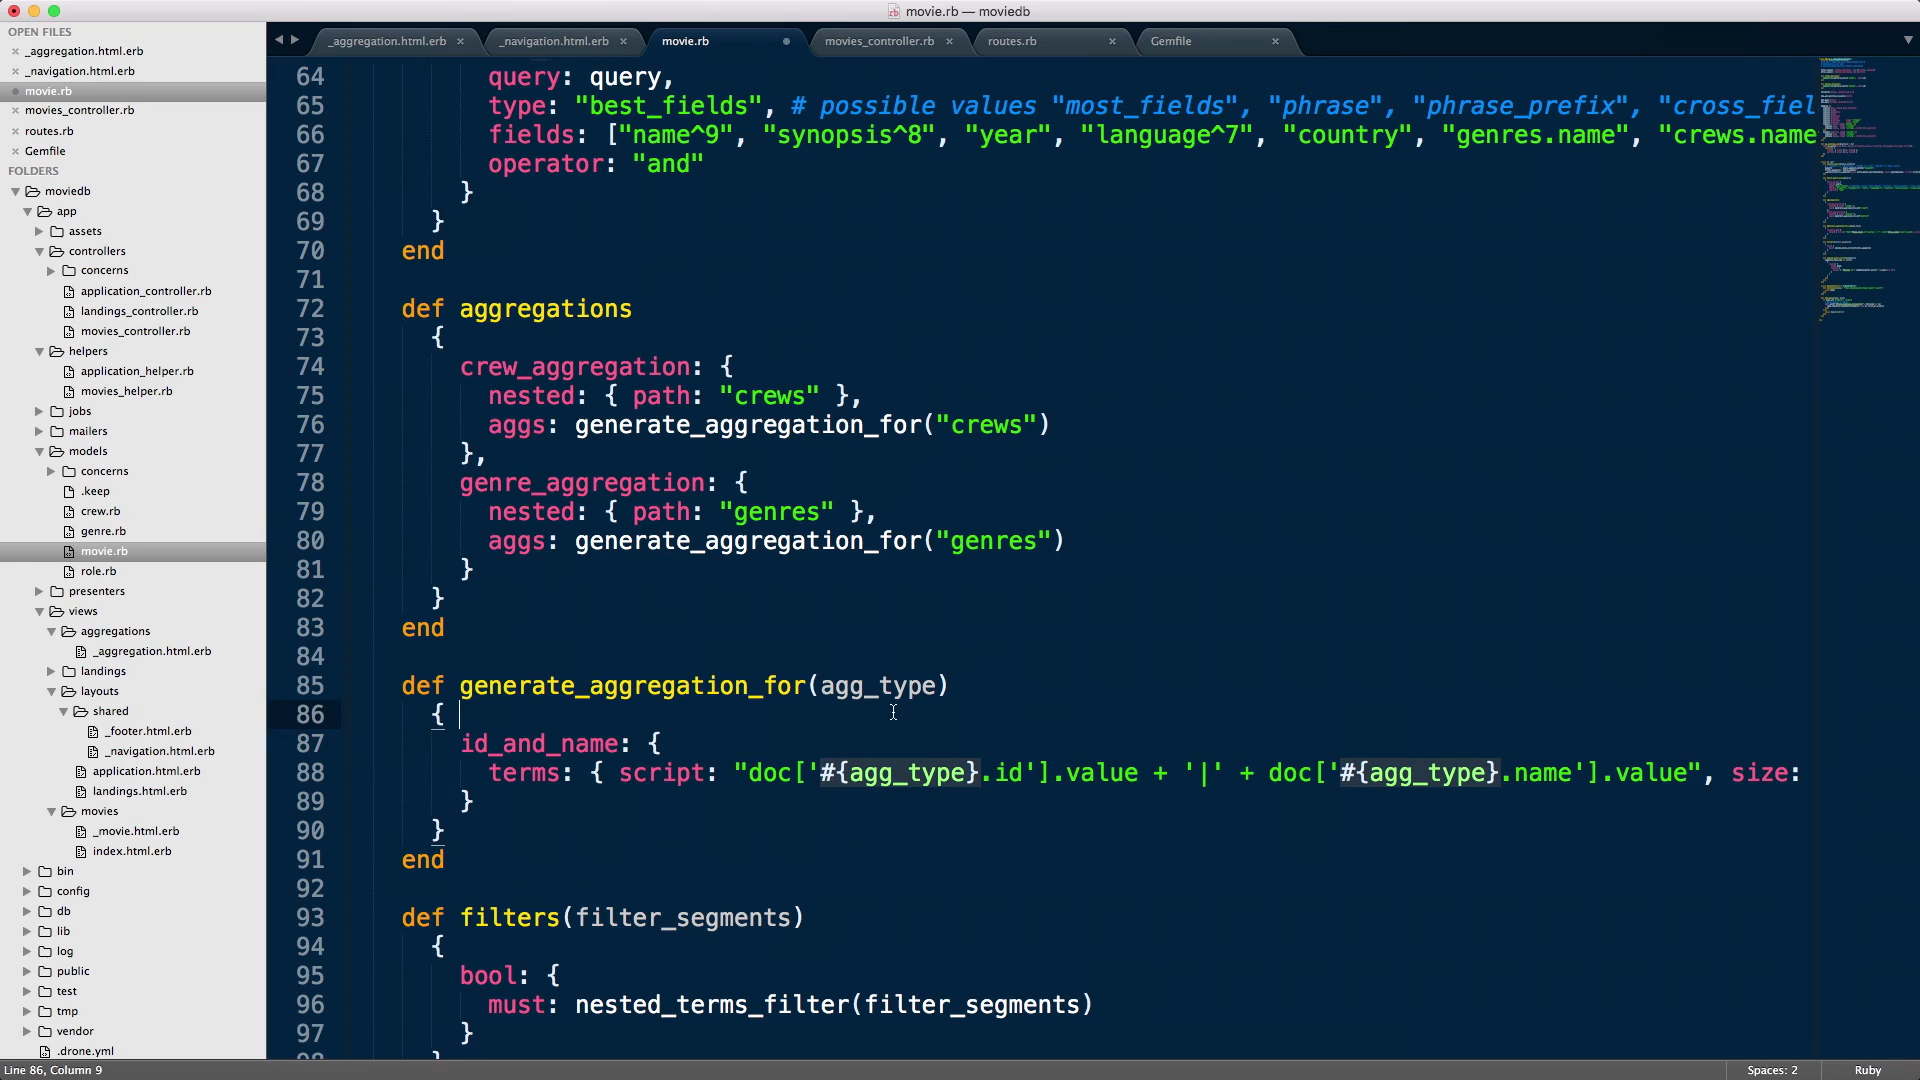 movie.rb — moviedb
OPEN FILES
_aggregation.html.erb
_navigation.html.erb
movie.rb
movies_controller.rb
routes.rb
Gemfile
FOLDERS
moviedb
app
assets
controllers
concerns
application_controller.rb
landings_controller.rb
movies_controller.rb
helpers
application_helper.rb
movies_helper.rb
jobs
mailers
models
concerns
.keep
crew.rb
genre.rb
movie.rb
role.rb
presenters
views
aggregations
_aggregation.html.erb
landings
layouts
shared
_footer.html.erb
_navigation.html.erb
application.html.erb
landings.html.erb
movies
_movie.html.erb
index.html.erb
bin
config
db
lib
log
public
test
tmp
vendor
.drone.yml
_aggregation.html.erb × _navigation.html.erb × movie.rb movies_controller.rb × routes.rb × Gemfile ×
64 query: query,
65 type: "best_fields", # possible values "most_fields", "phrase", "phrase_prefix", "cross_fiel
66 fields: ["name^9", "synopsis^8", "year", "language^7", "country", "genres.name", "crews.name
67 operator: "and"
68 }
69 }
70 end
71
72 def aggregations
73 {
74 crew_aggregation: {
75 nested: { path: "crews" },
76 aggs: generate_aggregation_for("crews")
77 },
78 genre_aggregation: {
79 nested: { path: "genres" },
80 aggs: generate_aggregation_for("genres")
81 }
82 }
83 end
84
85 def generate_aggregation_for(agg_type)
86 {
87 id_and_name: {
88 terms: { script: "doc['#{agg_type}.id'].value + '|' + doc['#{agg_type}.name'].value", size:
89 }
90 }
91 end
92
93 def filters(filter_segments)
94 {
95 bool: {
96 must: nested_terms_filter(filter_segments)
97 }
Line 86, Column 9
Spaces: 2
Ruby